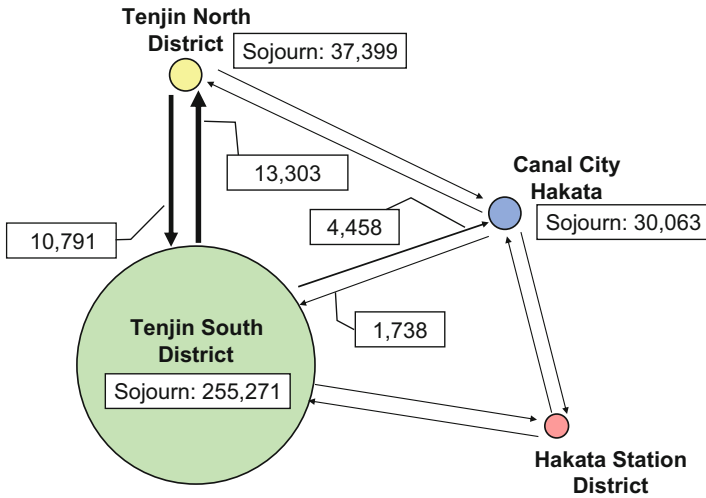 Tenjin North
District
Sojourn: 37,399
13,303
Canal City
Hakata
4,458
10,791
Sojourn: 30,063
Tenjin South
District
1,738
Sojourn: 255,271
Hakata Station
District